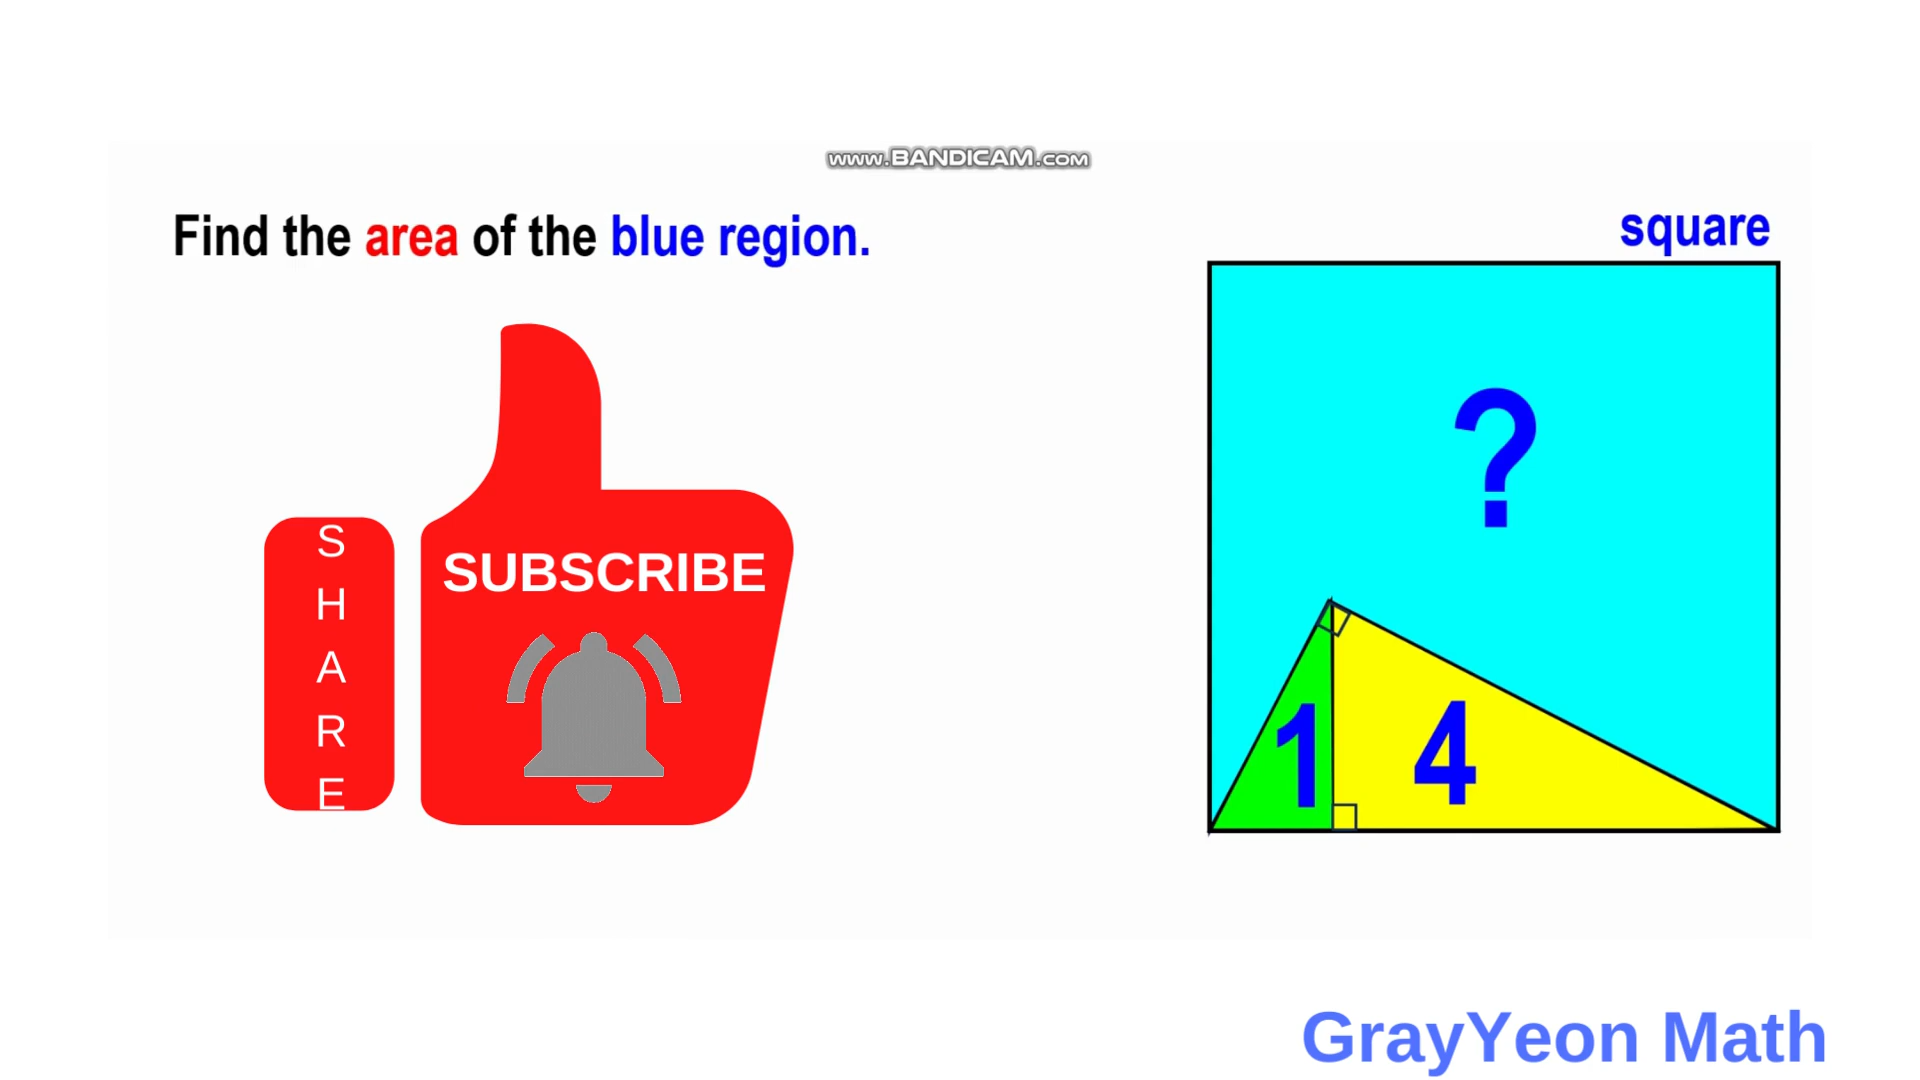 www.BANDICAM.com
Find the area of the blue region.
square
?
S
H
A
R
E
SUBSCRIBE
1
4
GrayYeon Math